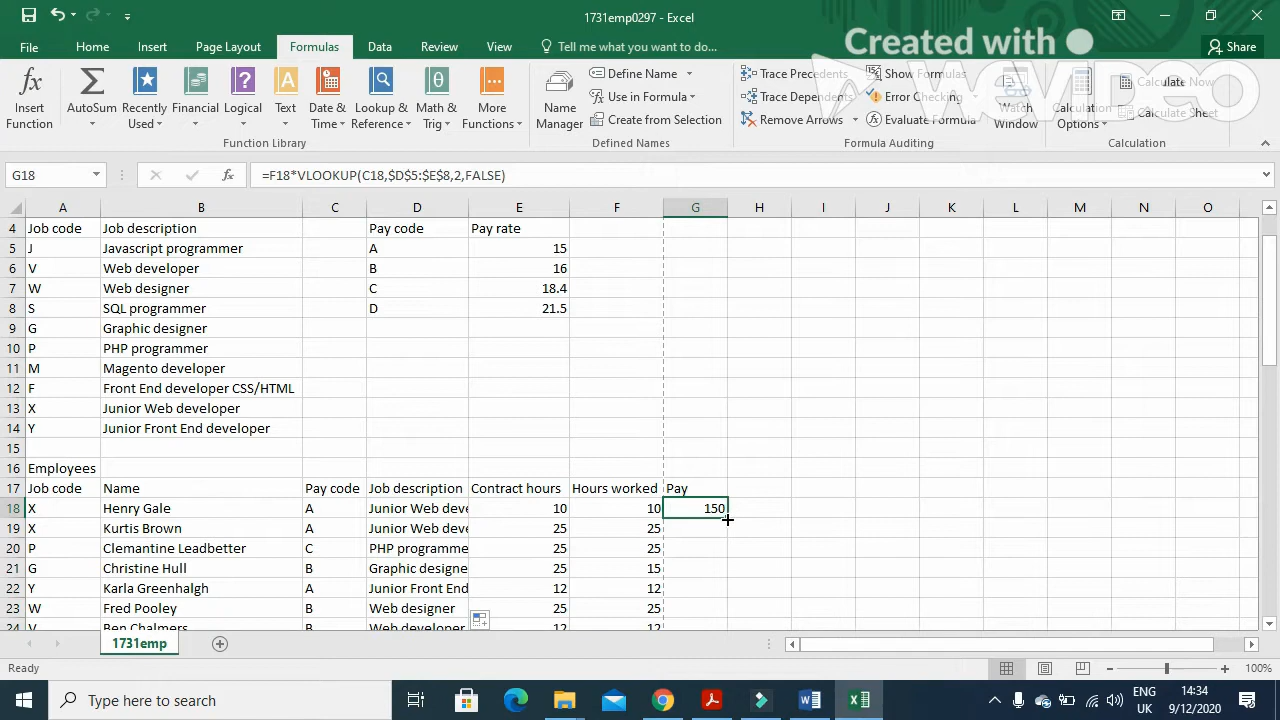 1731emp0297 - Excel
Created with
WeVideo
File Home Insert Page Layout Formulas Data Review View Tell me what you want to do... Share
Insert Function
AutoSum
Recently Used
Financial
Logical
Text
Date & Time
Lookup & Reference
Math & Trig
More Functions
Function Library
Name Manager
Define Name
Use in Formula
Create from Selection
Defined Names
Trace Precedents
Trace Dependents
Remove Arrows
Show Formulas
Error Checking
Evaluate Formula
Watch Window
Formula Auditing
Calculation Options
Calculate Now
Calculate Sheet
Calculation
G18 fx =F18*VLOOKUP(C18,$D$5:$E$8,2,FALSE)
A B C D E F G H I J K L M N O
4 Job code Job description Pay code Pay rate
5 J Javascript programmer A 15
6 V Web developer B 16
7 W Web designer C 18.4
8 S SQL programmer D 21.5
9 G Graphic designer
10 P PHP programmer
11 M Magento developer
12 F Front End developer CSS/HTML
13 X Junior Web developer
14 Y Junior Front End developer
15
16 Employees
17 Job code Name Pay code Job description Contract hours Hours worked Pay
18 X Henry Gale A Junior Web deve 10 10 150
19 X Kurtis Brown A Junior Web deve 25 25
20 P Clemantine Leadbetter C PHP programme 25 25
21 G Christine Hull B Graphic designe 25 15
22 Y Karla Greenhalgh A Junior Front End 12 12
23 W Fred Pooley B Web designer 25 25
24 V Ben Chalmers B Web developer 12 12
1731emp
Ready 100%
Type here to search
ENG
UK
14:34
9/12/2020